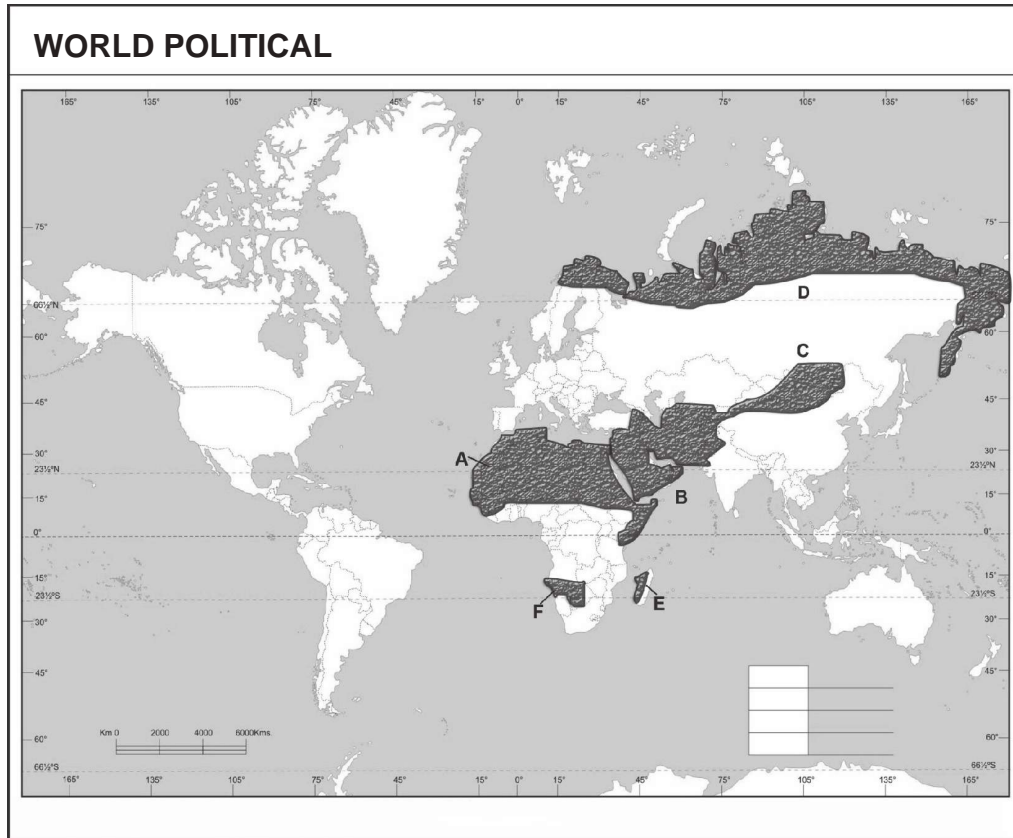 WORLD POLITICAL
165° 135° 105° 75° 45° 15° 0° 15° 45° 75° 105° 135° 165°
75° 75°
66½°N
D
60° 60°
C
45° 45°
30° 30°
A
23½°N 23½°N
B
15° 15°
0° 0°
15° 15°
E
23½°S 23½°S
F
30° 30°
45° 45°
Km 0 2000 4000 6000Kms
60° 60°
66½°S 66½°S
165° 135° 105° 75° 45° 15° 0° 15° 45° 75° 105° 135° 165°